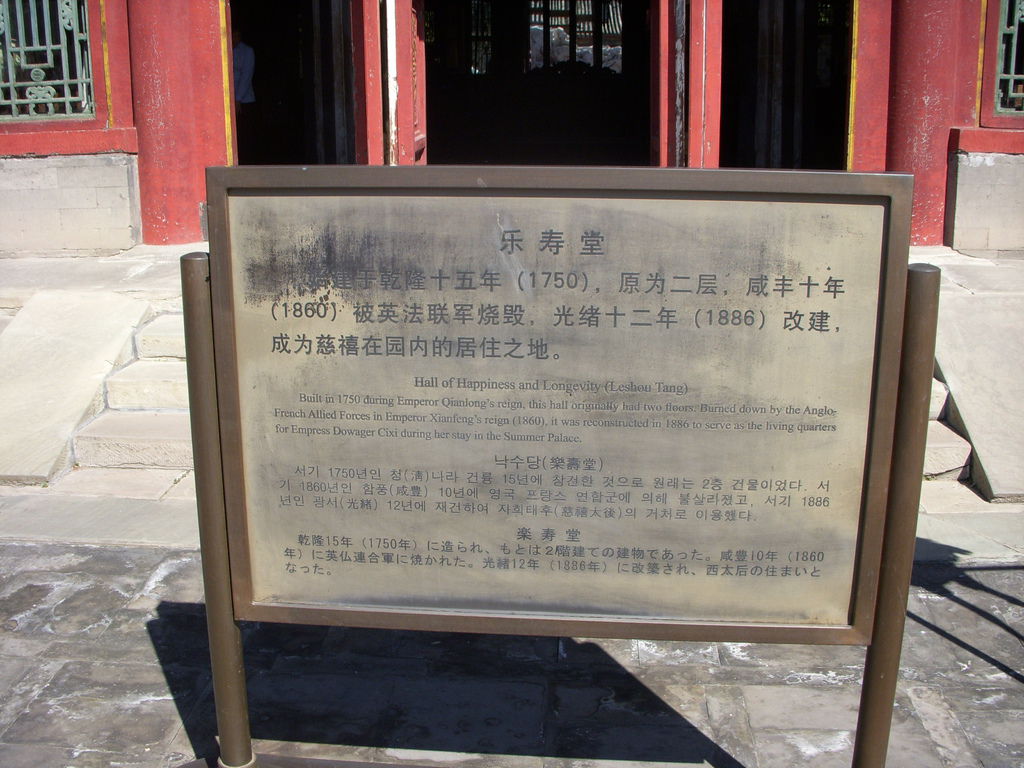 乐寿堂
始建于乾隆十五年（1750），原为二层，咸丰十年
（1860）被英法联军烧毁，光绪十二年（1886）改建，
成为慈禧在园内的居住之地。
Hall of Happiness and Longevity (Leshou Tang)
Built in 1750 during Emperor Qianlong's reign, this hall originally had two floors. Burned down by the Anglo-
French Allied Forces in Emperor Xianfeng's reign (1860), it was reconstructed in 1886 to serve as the living quarters
for Empress Dowager Cixi during her stay in the Summer Palace.
낙수당(樂壽堂)
서기 1750년인 청(淸)나라 건륭 15년에 창건한 것으로 원래는 2층 건물이었다. 서
기 1860년인 함풍(咸豊) 10년에 영국 프랑스 연합군에 의해 불살라졌고, 서기 1886
년인 광서(光緖) 12년에 재건하여 자희태후(慈禧太後)의 거처로 이용했다.
楽寿堂
乾隆15年（1750年）に造られ、もとは2階建ての建物であった。咸豊10年（1860
年）に英仏連合軍に焼かれた。光緒12年（1886年）に改築され、西太后の住まいと
なった。